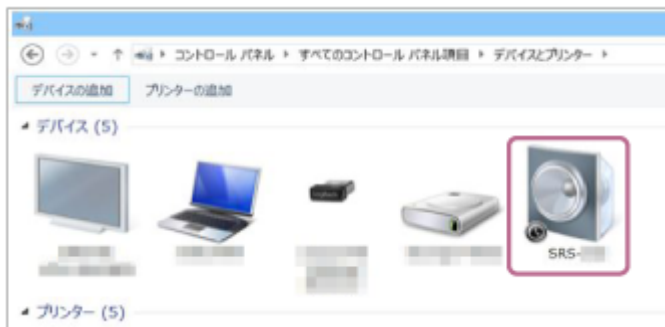 コントロール パネル ▸ すべてのコントロール パネル項目 ▸ デバイスとプリンター ▸
デバイスの追加 プリンターの追加
デバイス (5)
SRS-
プリンター (5)